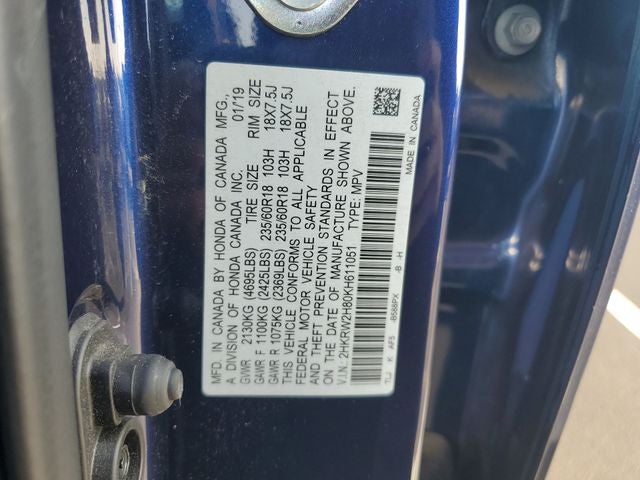 MFD. IN CANADA BY HONDA OF CANADA MFG.,
A DIVISION OF HONDA CANADA INC. 01/19
GVWR 2130KG (4695LBS) TIRE SIZE RIM SIZE
GAWR F 1100KG (2425LBS) 235/60R18 103H 18X7.5J
GAWR R 1075KG (2369LBS) 235/60R18 103H 18X7.5J
THIS VEHICLE CONFORMS TO ALL APPLICABLE
FEDERAL MOTOR VEHICLE SAFETY
AND THEFT PREVENTION STANDARDS IN EFFECT
ON THE DATE OF MANUFACTURE SHOWN ABOVE.
V.I.N.: 2HKRW2H80KH611051 TYPE: MPV
TLJ K AF5 -B588PX -B -H
MADE IN CANADA